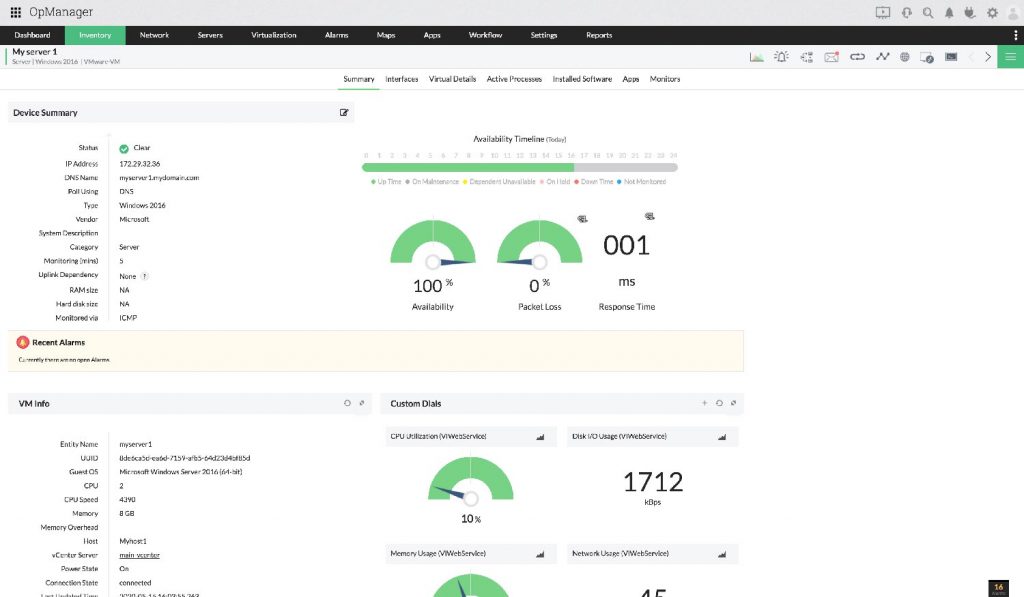 OpManager
Dashboard Inventory Network Servers Virtualization Alarms Maps Apps Workflow Settings Reports
My server 1
Server | Windows 2016 | VMware-VM
Summary Interfaces Virtual Details Active Processes Installed Software Apps Monitors
Device Summary
Status Clear
IP Address 172.29.32.36
DNS Name myserver1.mydomain.com
Poll Using DNS
Type Windows 2016
Vendor Microsoft
System Description
Category Server
Monitoring (mins) 5
Uplink Dependency None ?
RAM size NA
Hard disk size NA
Monitored via ICMP
Availability Timeline (Today)
0 1 2 3 4 5 6 7 8 9 10 11 12 13 14 15 16 17 18 19 20 21 22 23 24
Up Time On Maintenance Dependent Unavailable On Hold Down Time Not Monitored
100 % 0 % 001 ms
Availability Packet Loss Response Time
Recent Alarms
Currently there are no open Alarms.
VM Info
Entity Name myserver1
UUID
Guest OS Microsoft Windows Server 2016 (64-bit)
CPU 2
CPU Speed 4390
Memory 8 GB
Memory Overhead
Host Myhost1
vCenter Server main_vcenter
Power State On
Connection State connected
Last Updated Time
Custom Dials
CPU Utilization (VIWebService) Disk I/O Usage (VIWebService)
10 % 1712
kBps
Memory Usage (VIWebService) Network Usage (VIWebService)
45
16